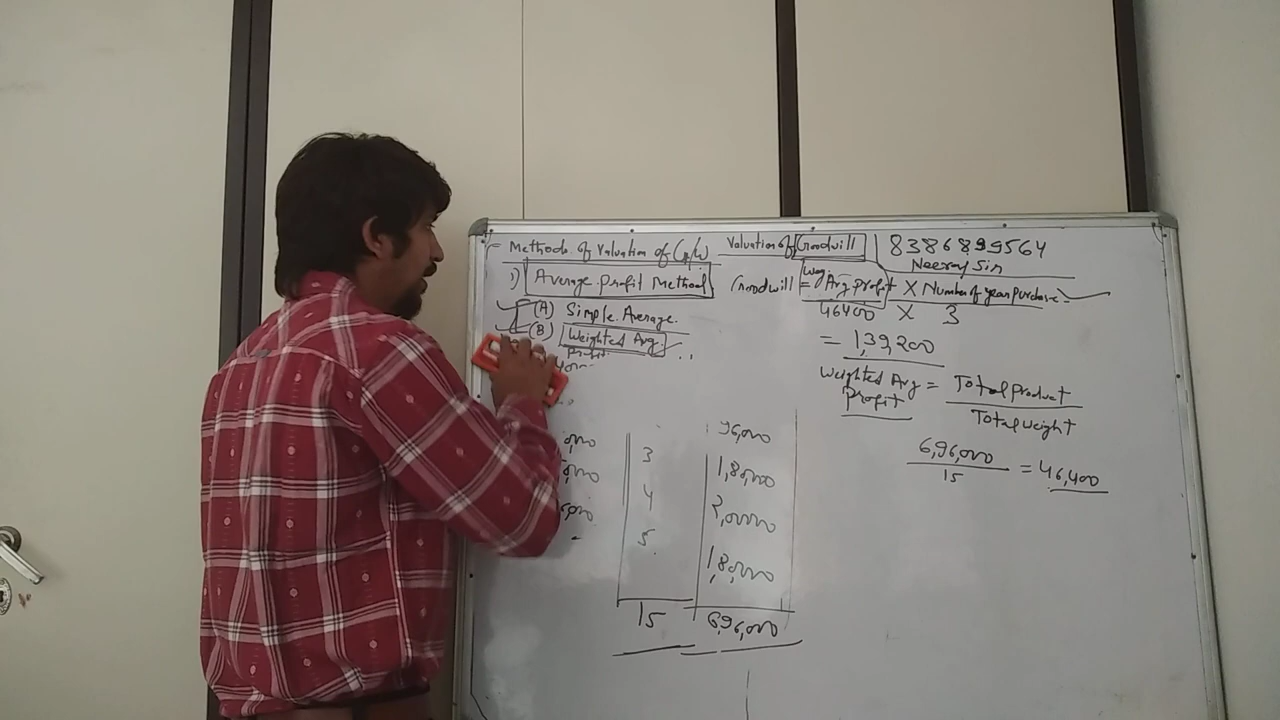 Methods of Valuation of G/W
Valuation of Goodwill
8386899564
Neeraj Sir
1) Average Profit Method
Goodwill = Weig. Avg Profit X Number of year Purchase
(A) Simple Average.
46400 X 3
(B) Weighted Avg. Profit
= 1,39,200
Weighted Avg Profit = Total Product
Total Weight
6,96,000
15
= 46,400
96,000
3
1,80,000
4
2,00,000
5
1,80,000
15 6,96,000